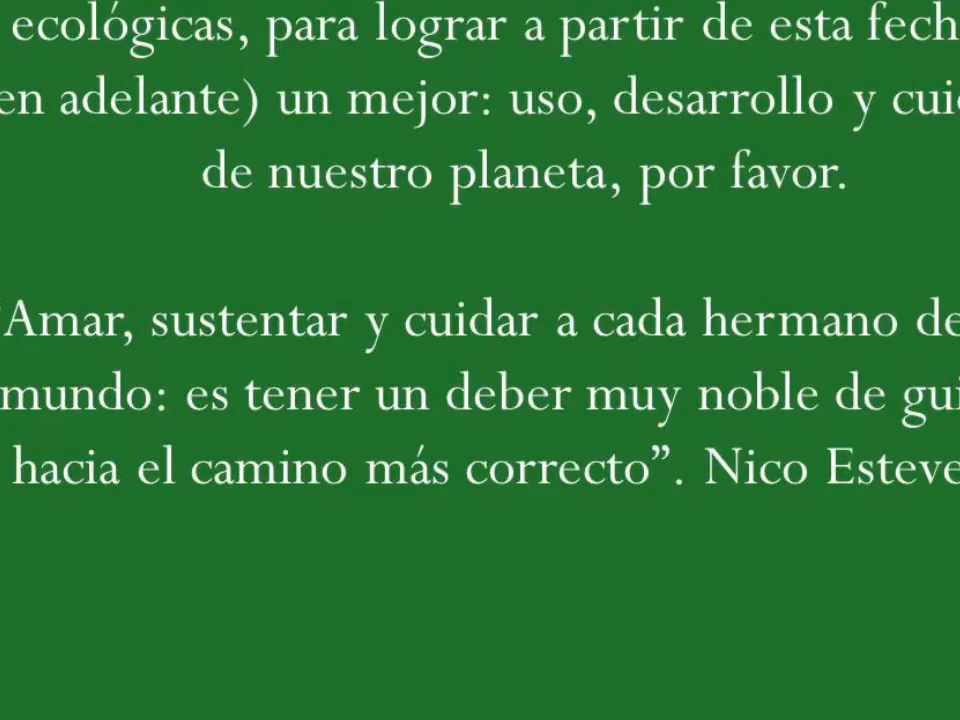 ecológicas, para lograr a partir de esta fech
en adelante) un mejor: uso, desarrollo y cui
de nuestro planeta, por favor.
“Amar, sustentar y cuidar a cada hermano de
mundo: es tener un deber muy noble de gui
hacia el camino más correcto”. Nico Esteve